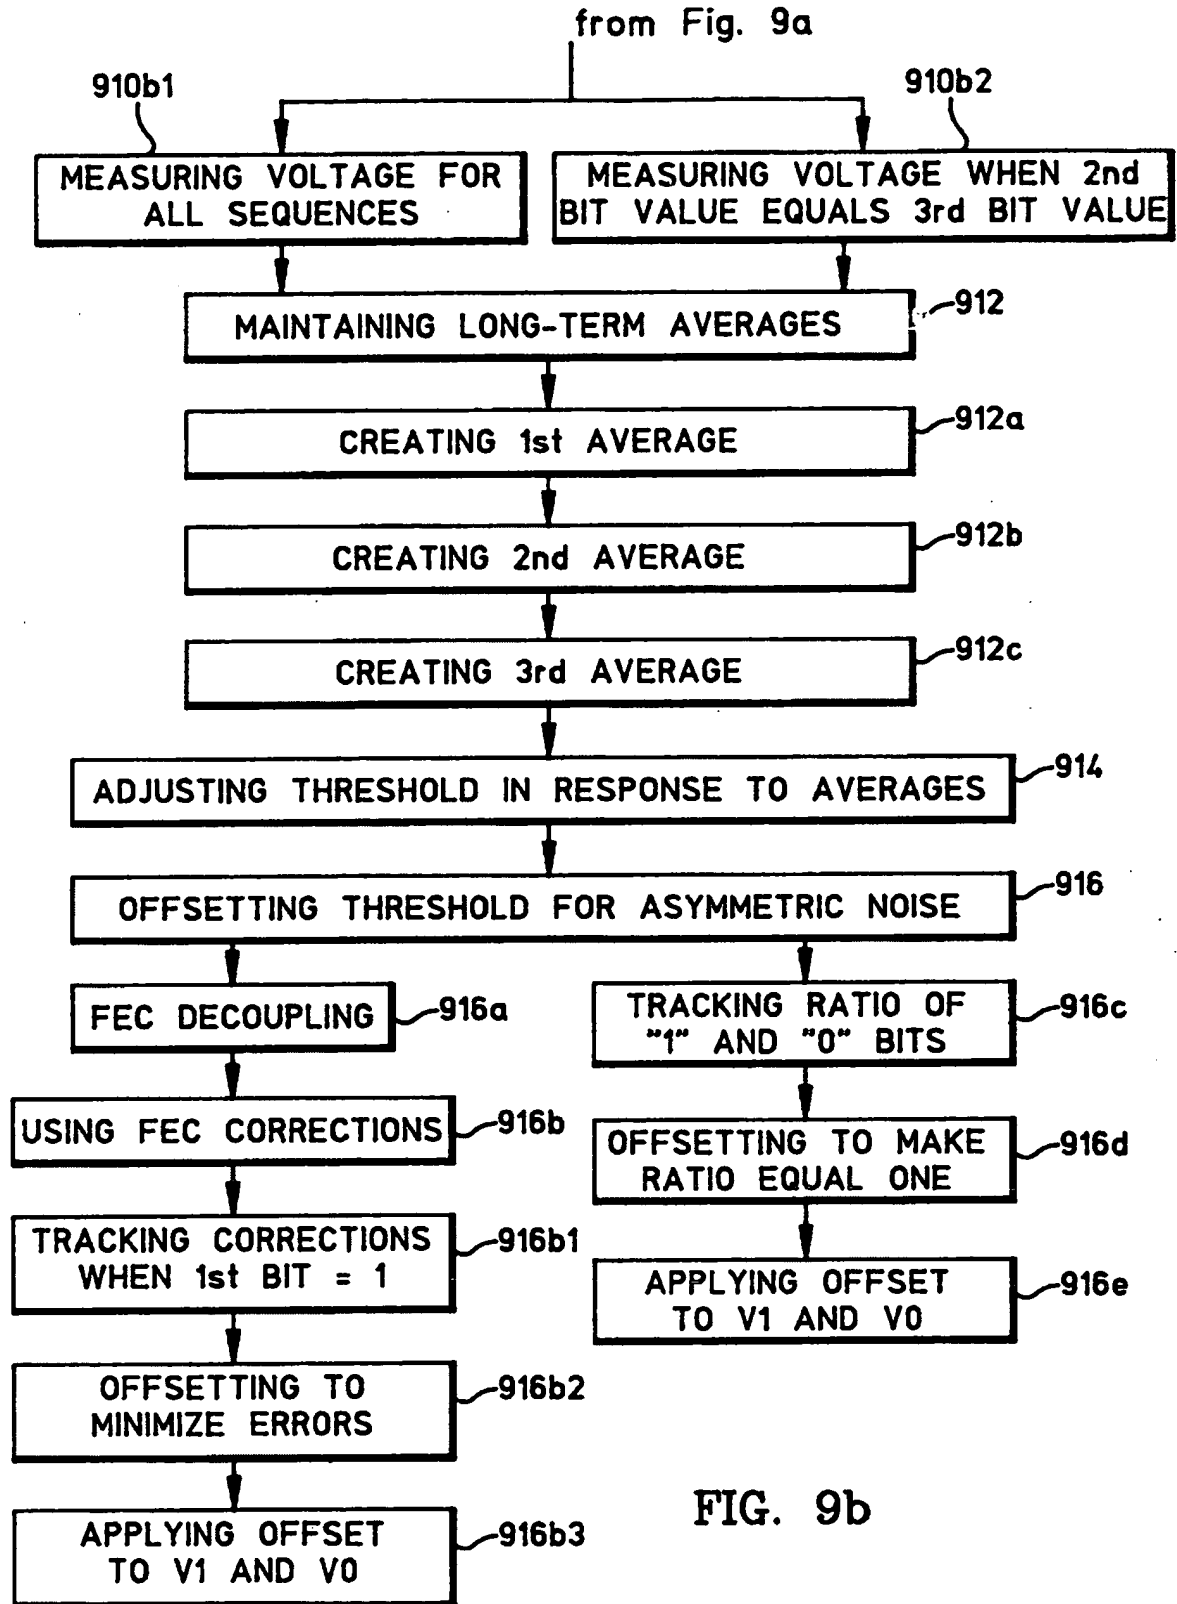 from Fig. 9a
910b1
910b2
MEASURING VOLTAGE FOR
ALL SEQUENCES
MEASURING VOLTAGE WHEN 2nd
BIT VALUE EQUALS 3rd BIT VALUE
MAINTAINING LONG-TERM AVERAGES
912
CREATING 1st AVERAGE
912a
CREATING 2nd AVERAGE
912b
CREATING 3rd AVERAGE
912c
ADJUSTING THRESHOLD IN RESPONSE TO AVERAGES
914
OFFSETTING THRESHOLD FOR ASYMMETRIC NOISE
916
FEC DECOUPLING
916a
USING FEC CORRECTIONS
916b
TRACKING CORRECTIONS
WHEN 1st BIT = 1
916b1
OFFSETTING TO
MINIMIZE ERRORS
916b2
APPLYING OFFSET
TO V1 AND V0
916b3
TRACKING RATIO OF
"1" AND "0" BITS
916c
OFFSETTING TO MAKE
RATIO EQUAL ONE
916d
APPLYING OFFSET
TO V1 AND V0
916e
FIG. 9b